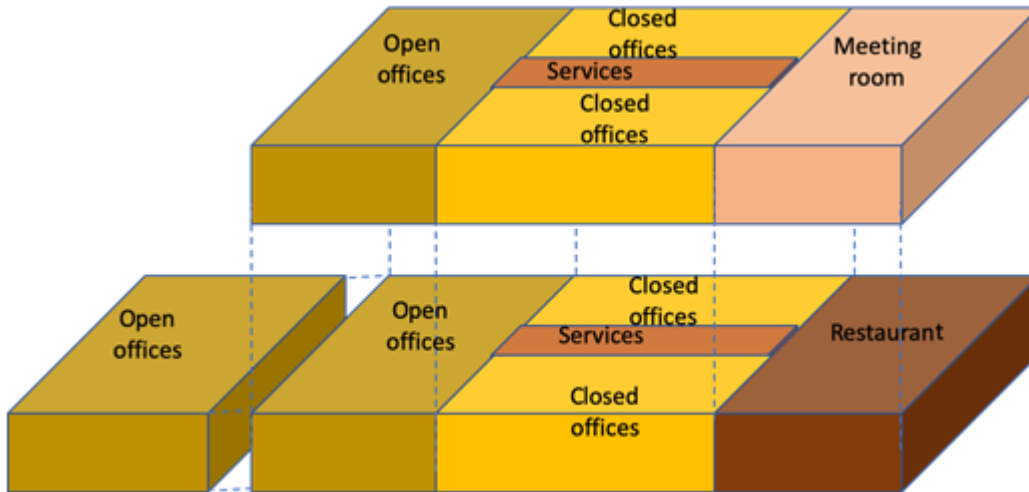 Closed
offices
Open
offices
Meeting
room
Services
Closed
offices
Closed
offices
Open
offices
Open
offices
Services
Restaurant
Closed
offices